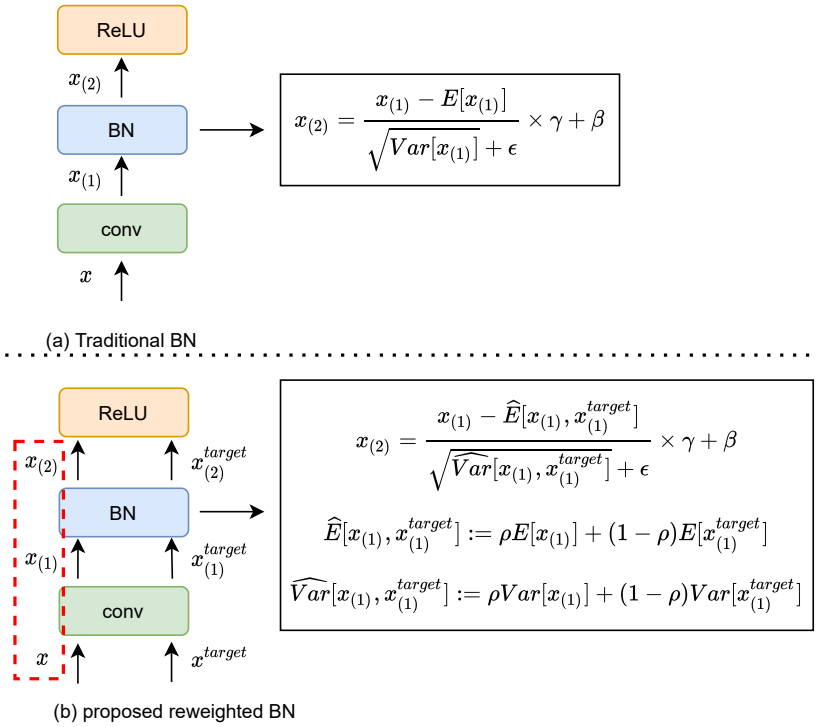 ReLU
x_{(2)}
BN
x_{(2)} = \frac{x_{(1)} - E[x_{(1)}]}{\sqrt{Var[x_{(1)}]} + \epsilon} \times \gamma + \beta
x_{(1)}
conv
x
(a) Traditional BN
ReLU
x_{(2)} x_{(2)}^{target}
BN
x_{(1)} x_{(1)}^{target}
conv
x x^{target}
x_{(2)} = \frac{x_{(1)} - \widehat{E}[x_{(1)}, x_{(1)}^{target}]}{\sqrt{\widehat{Var}[x_{(1)}, x_{(1)}^{target}]} + \epsilon} \times \gamma + \beta
\widehat{E}[x_{(1)}, x_{(1)}^{target}] := \rho E[x_{(1)}] + (1 - \rho) E[x_{(1)}^{target}]
\widehat{Var}[x_{(1)}, x_{(1)}^{target}] := \rho Var[x_{(1)}] + (1 - \rho) Var[x_{(1)}^{target}]
(b) proposed reweighted BN